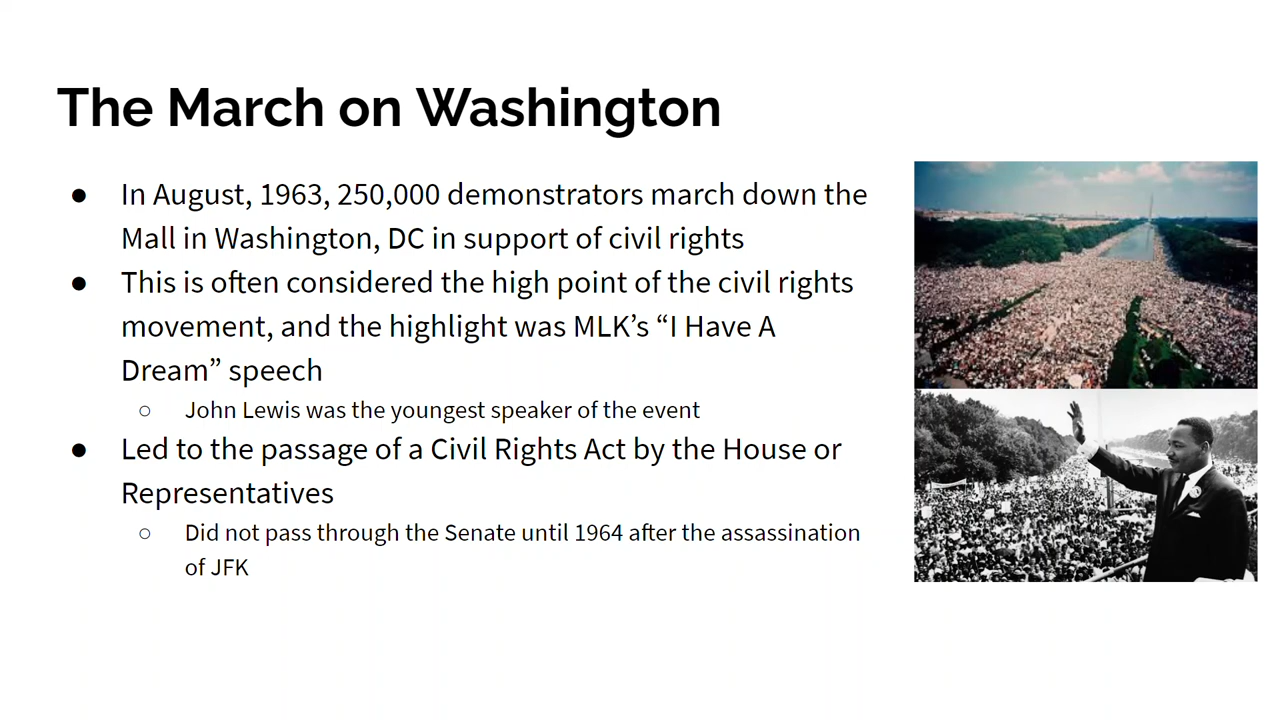 The March on Washington
● In August, 1963, 250,000 demonstrators march down the
Mall in Washington, DC in support of civil rights
● This is often considered the high point of the civil rights
movement, and the highlight was MLK’s “I Have A
Dream” speech
○ John Lewis was the youngest speaker of the event
● Led to the passage of a Civil Rights Act by the House or
Representatives
○ Did not pass through the Senate until 1964 after the assassination
of JFK